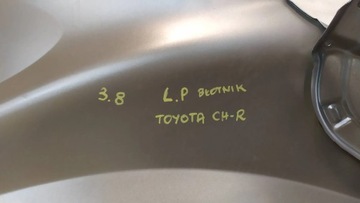 3.8 L.P BŁOTNIK
TOYOTA CH-R